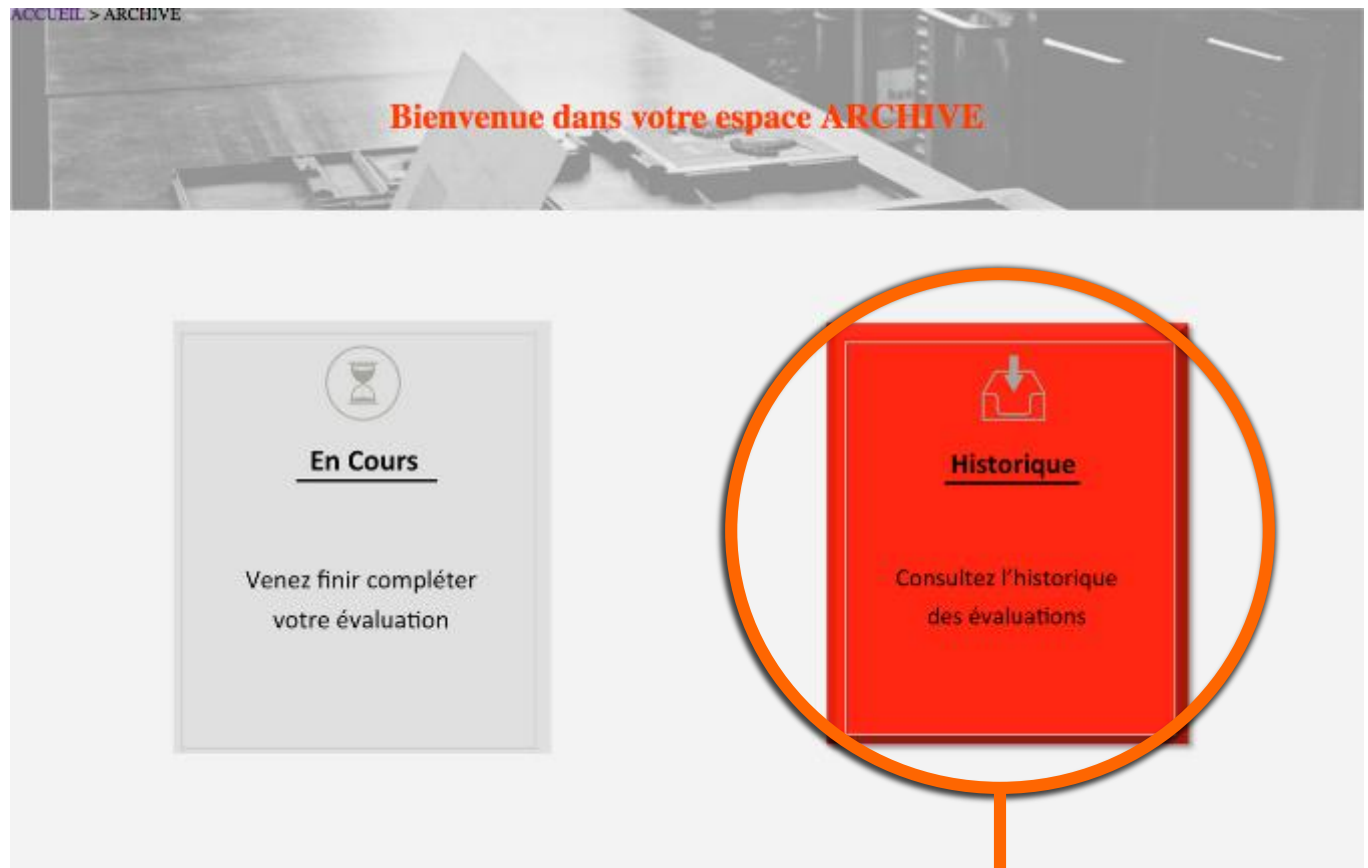 ACCUEIL > ARCHIVE
Bienvenue dans votre espace ARCHIVE
En Cours
Venez finir compléter
votre évaluation
Historique
Consultez l'historique
des évaluations